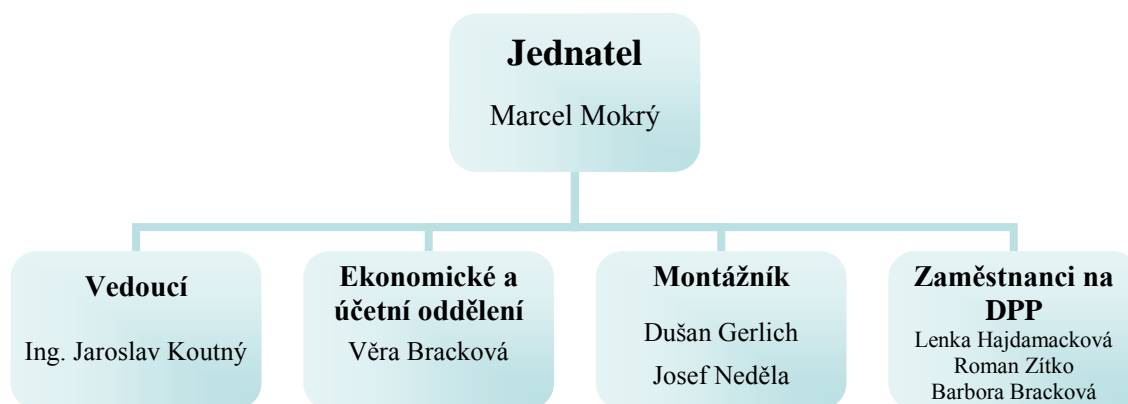 Jednatel
Marcel Mokrý
Vedoucí
Ing. Jaroslav Koutný
Ekonomické a
účetní oddělení
Věra Bracková
Montážník
Dušan Gerlich
Josef Neděla
Zaměstnanci na
DPP
Lenka Hajdamacková
Roman Zítko
Barbora Bracková